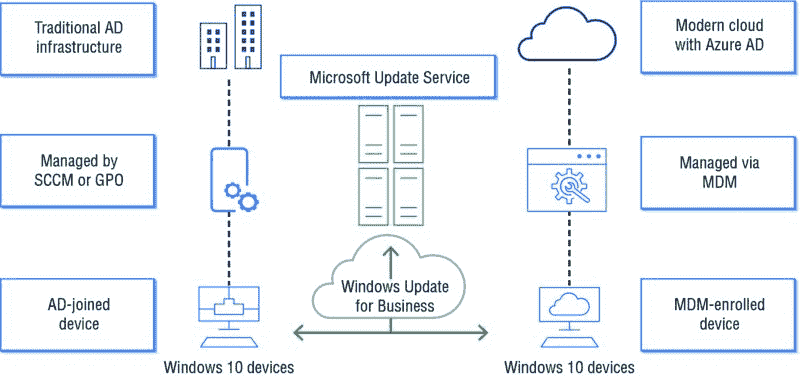 Traditional AD
infrastructure
Microsoft Update Service
Modern cloud
with Azure AD
Managed by
SCCM or GPO
Managed via
MDM
AD-joined
device
Windows Update
for Business
MDM-enrolled
device
Windows 10 devices
Windows 10 devices